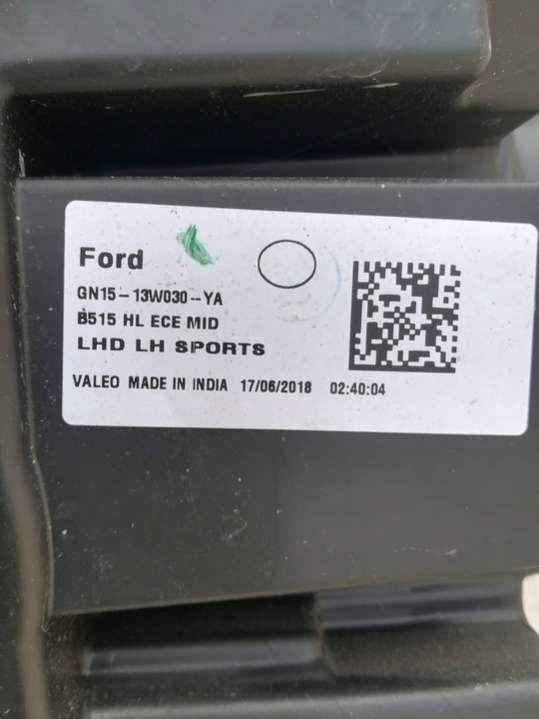 Ford
GN15-13W030--YA
B515 HL ECE MID
LHD LH SPORTS
VALEO MADE IN INDIA 17/06/2018 02:40:04